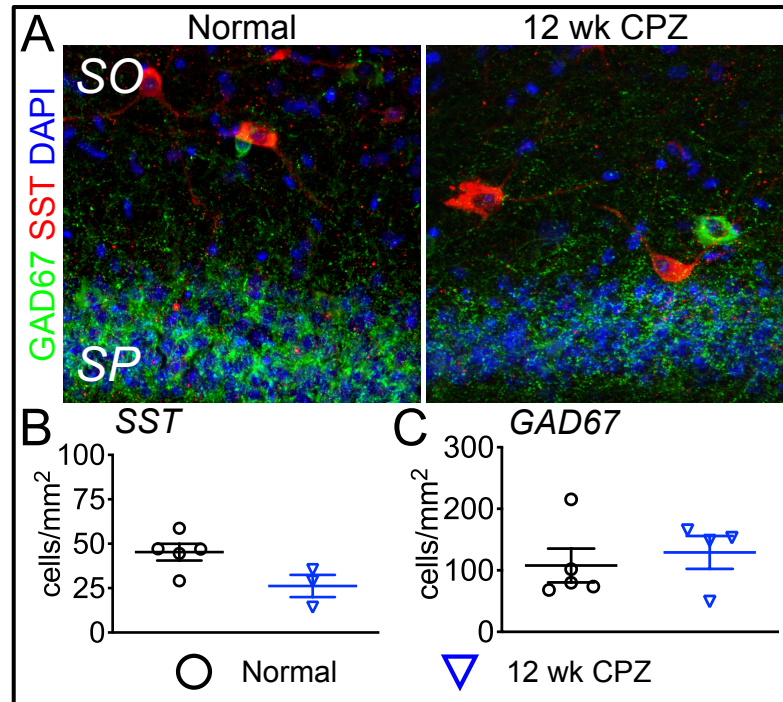 A Normal 12 wk CPZ
GAD67 SST DAPI
SO
SP
B SST
cells/mm²
100
75
50
25
0
C GAD67
cells/mm²
300
200
100
0
Normal 12 wk CPZ